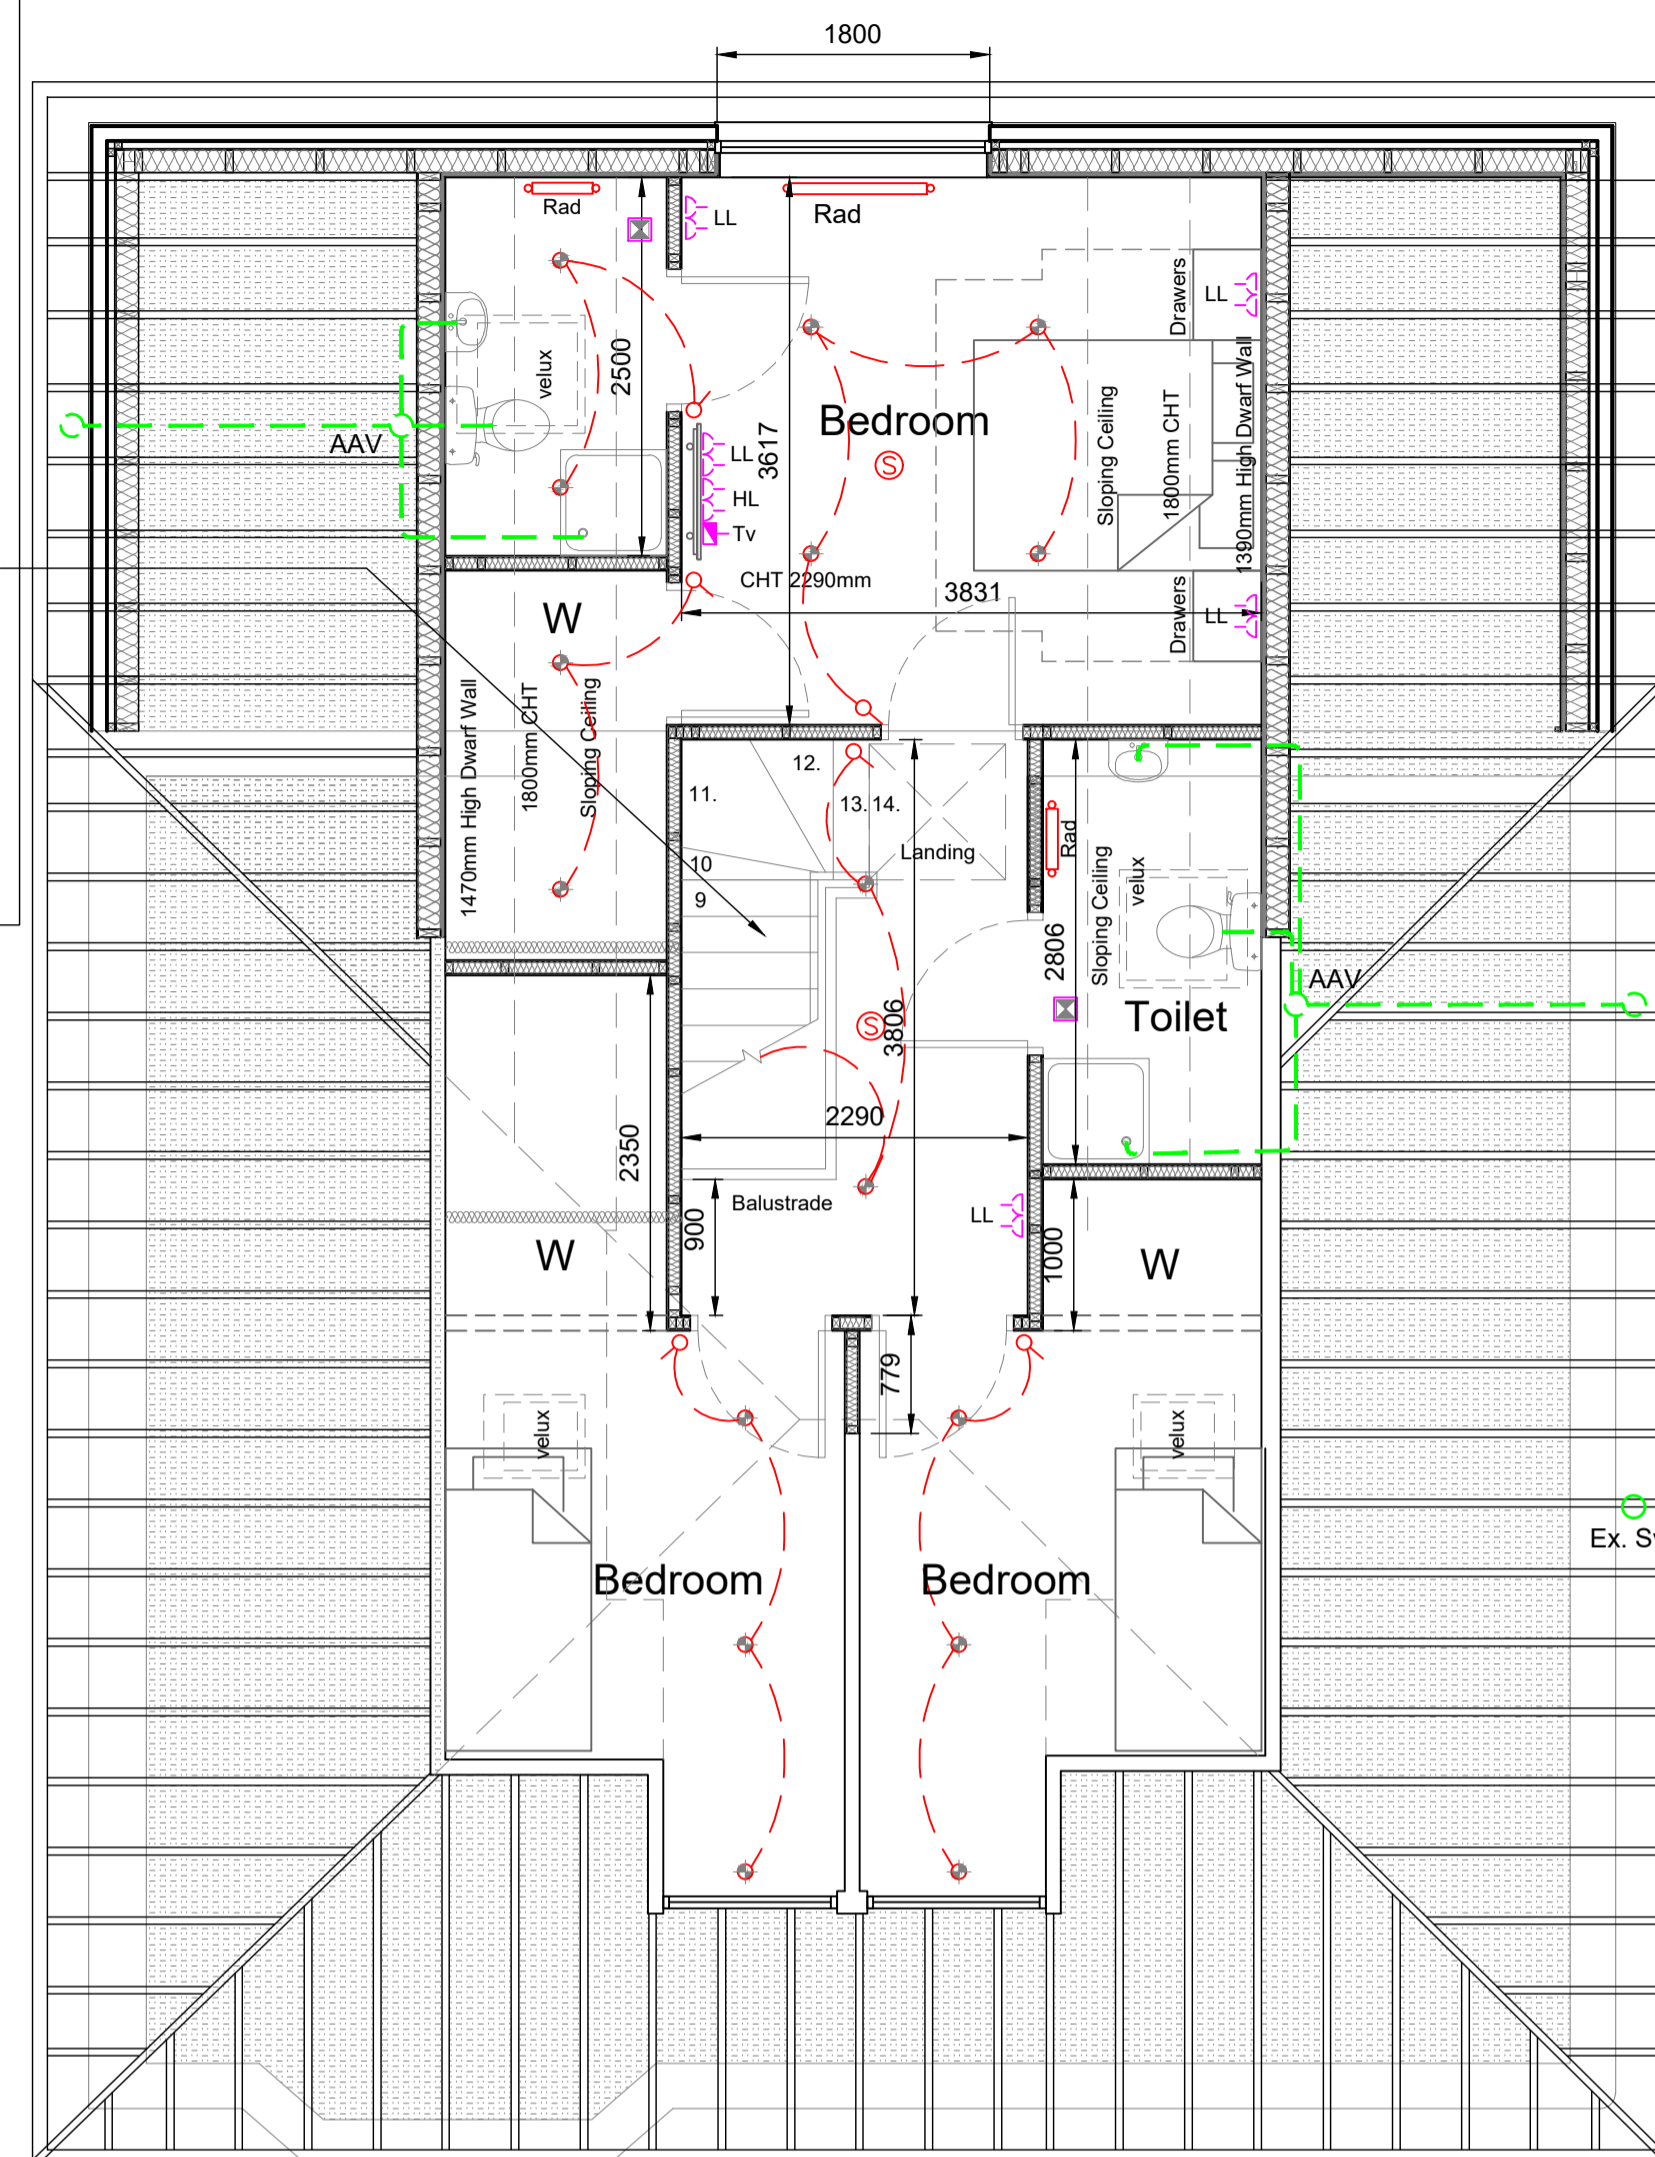 1800
Rad
LL
Rad
Drawers
LL
velux
2500
Bedroom
Sloping Ceiling
1800mm CHT
1390mm High Dwarf Wall
AAV
3617
LL
HL
Tv
S
CHT 2290mm
3831
Drawers
LL
W
1470mm High Dwarf Wall
1800mm CHT
Sloping Ceiling
12.
11.
13.
14.
Landing
10
9
Rad
Sloping Ceiling
velux
2806
AAV
Toilet
S
3806
2290
2350
900
Balustrade
LL
1000
W
W
779
velux
velux
Ex.
Bedroom
Bedroom